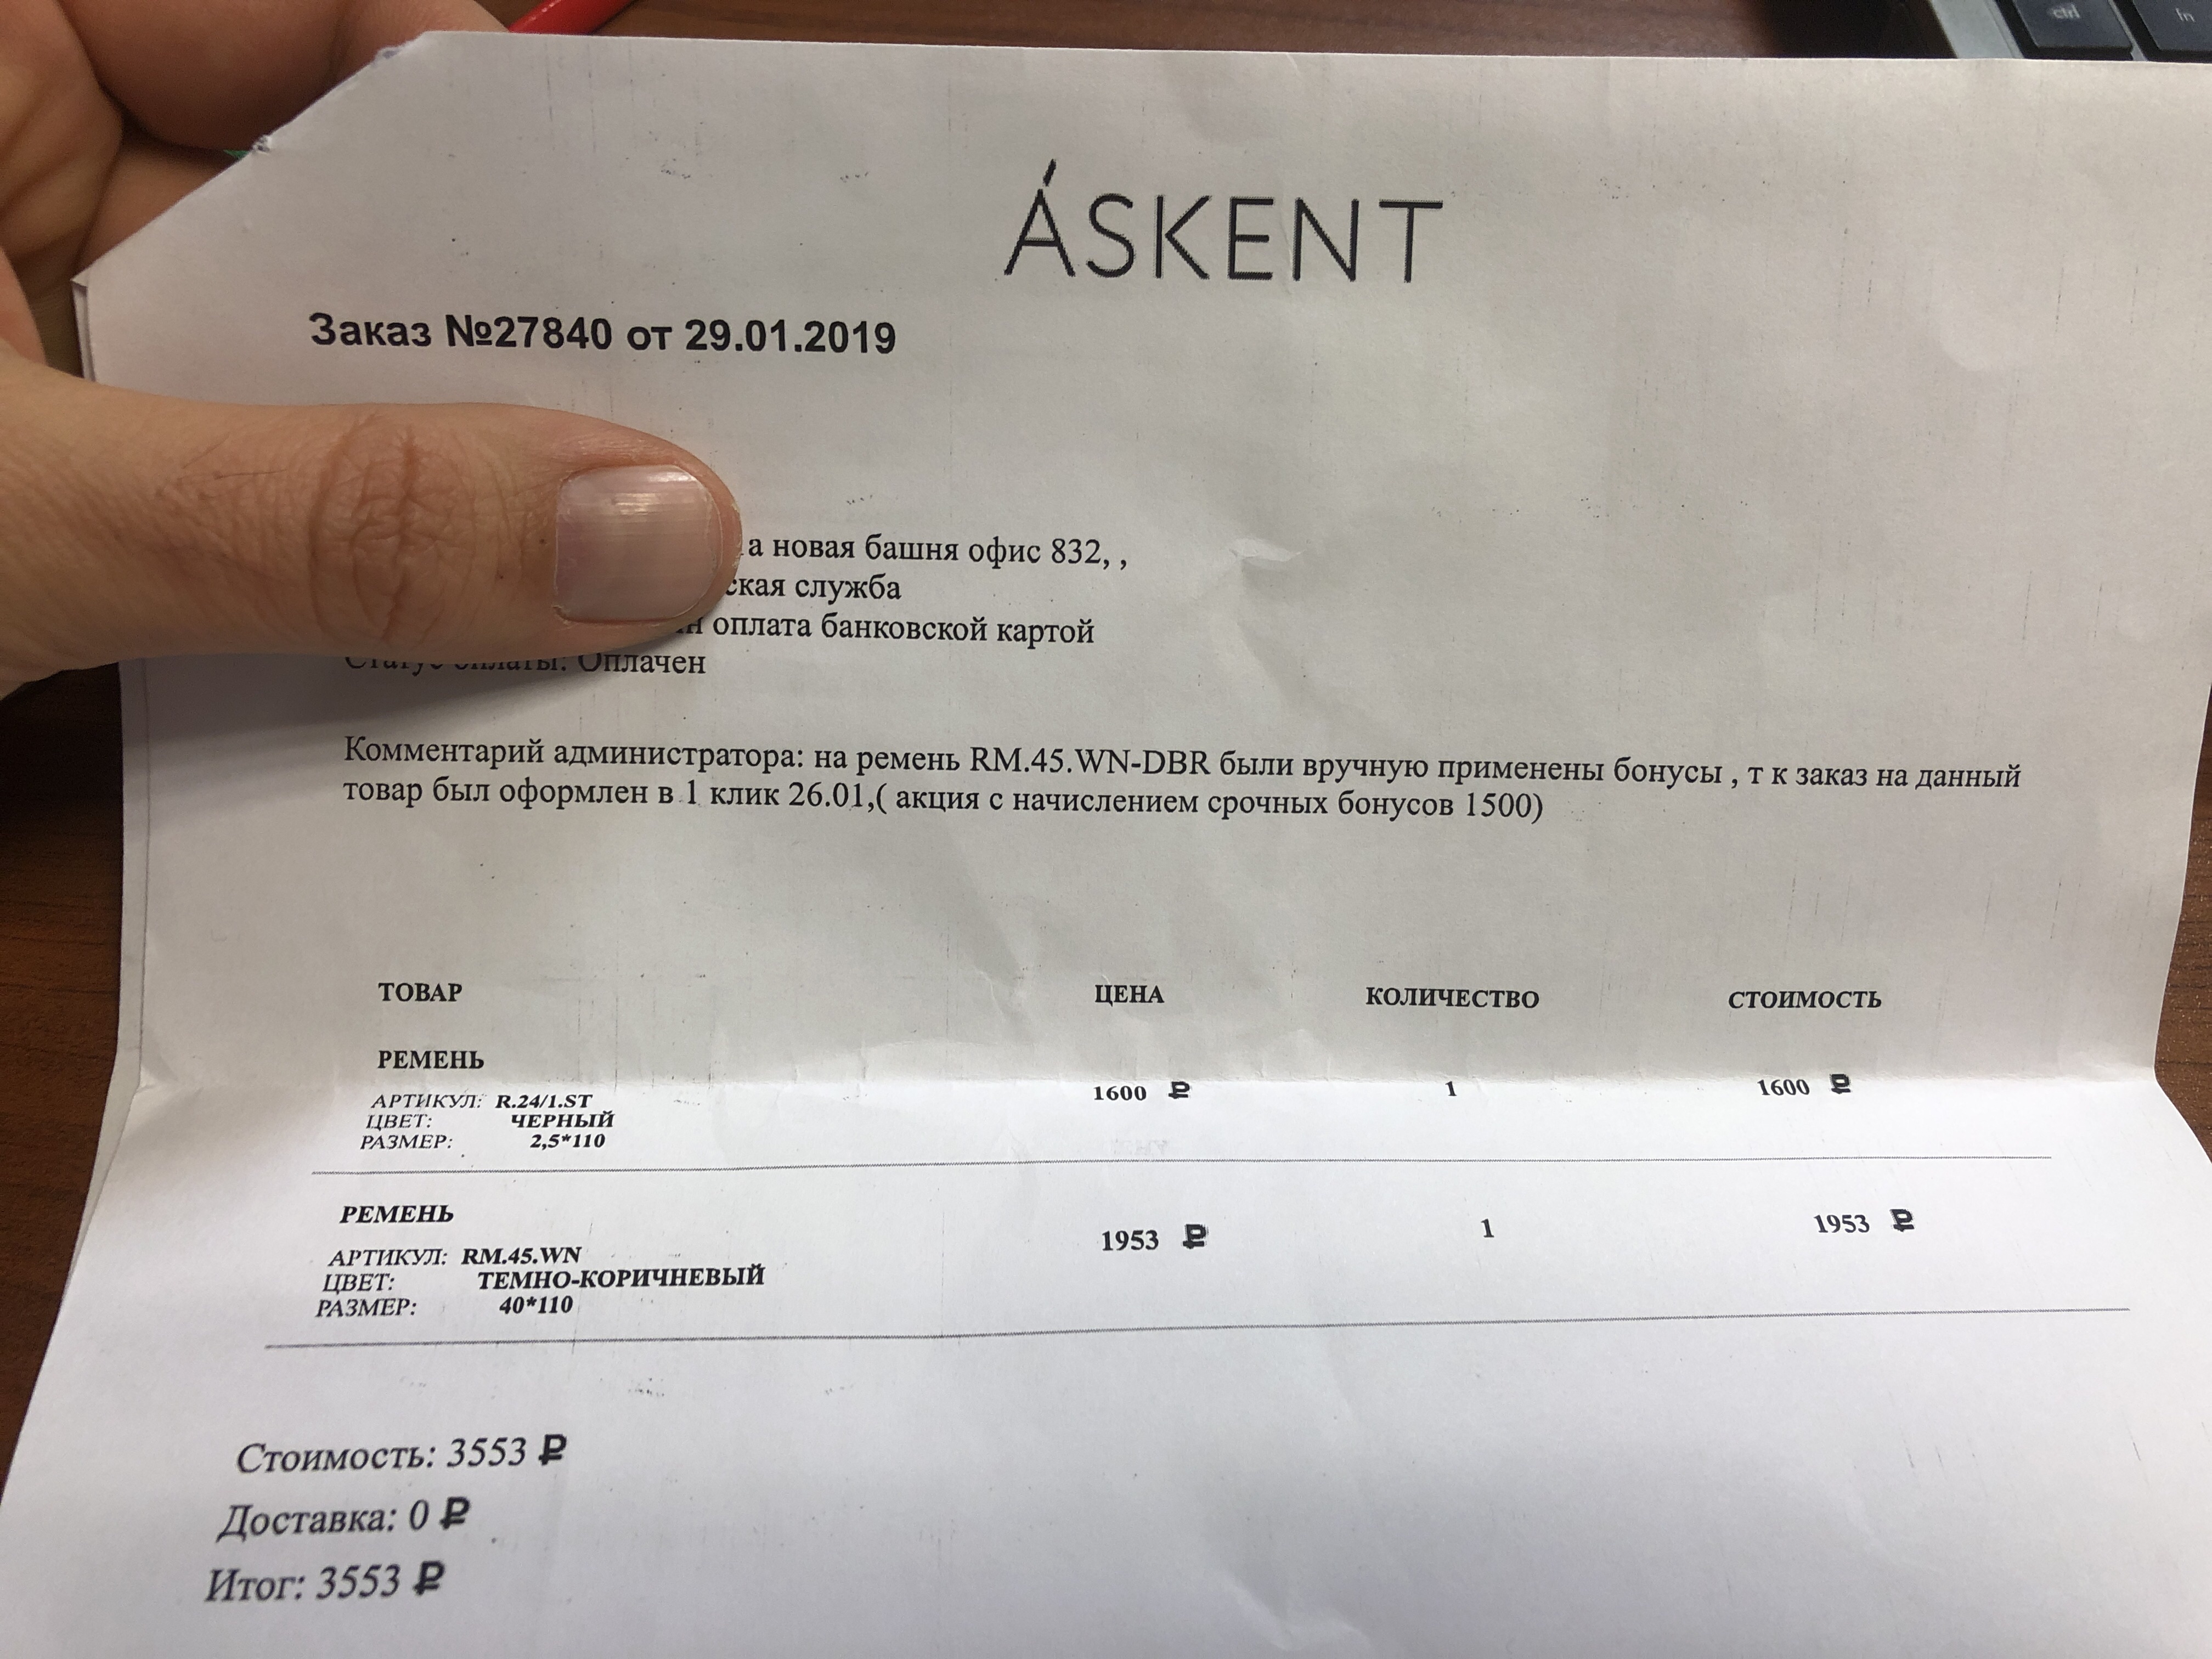 ÁSKENT
Заказ №27840 от 29.01.2019
а новая башня офис 832, ,
ская служба
н оплата банковской картой
Статус оплаты: Оплачен
Комментарий администратора: на ремень RM.45.WN-DBR были вручную применены бонусы , т к заказ на данный
товар был оформлен в 1 клик 26.01,( акция с начислением срочных бонусов 1500)
ТОВАР ЦЕНА КОЛИЧЕСТВО СТОИМОСТЬ
РЕМЕНЬ
1600 ₽ 1 1600 ₽
АРТИКУЛ: R.24/1.ST
ЦВЕТ: ЧЕРНЫЙ
РАЗМЕР: 2,5*110
РЕМЕНЬ
1953 ₽ 1 1953 ₽
АРТИКУЛ: RM.45.WN
ЦВЕТ: ТЕМНО-КОРИЧНЕВЫЙ
РАЗМЕР: 40*110
Стоимость: 3553 ₽
Доставка: 0 ₽
Итог: 3553 ₽
ctrl
fn